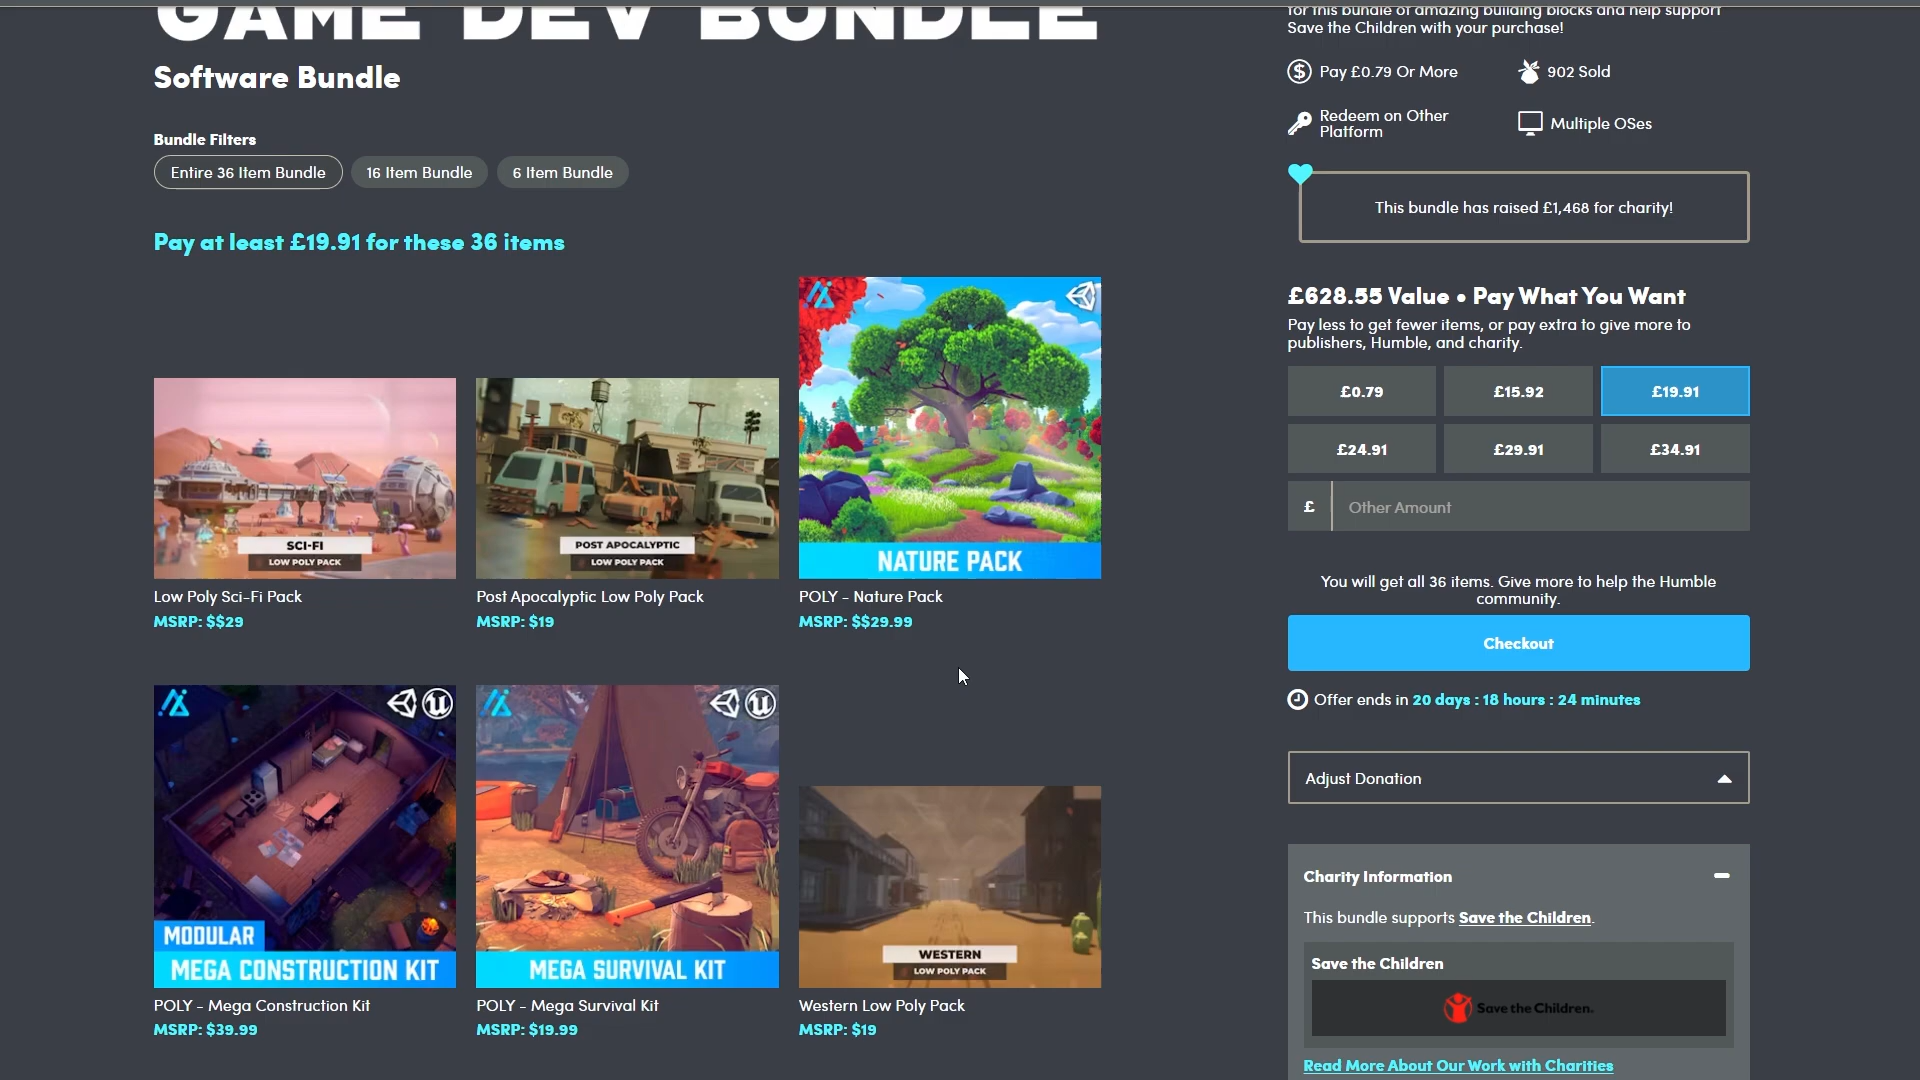 GAME DEV BUNDLE
Software Bundle
Bundle Filters
Entire 36 Item Bundle
16 Item Bundle
6 Item Bundle
Pay at least £19.91 for these 36 items
SCI-FI
LOW POLY PACK
Low Poly Sci-Fi Pack
MSRP: $$29
POST APOCALYPTIC
LOW POLY PACK
Post Apocalyptic Low Poly Pack
MSRP: $19
NATURE PACK
POLY - Nature Pack
MSRP: $$29.99
MODULAR
MEGA CONSTRUCTION KIT
POLY - Mega Construction Kit
MSRP: $39.99
MEGA SURVIVAL KIT
POLY - Mega Survival Kit
MSRP: $19.99
WESTERN
LOW POLY PACK
Western Low Poly Pack
MSRP: $19
for this bundle of amazing building blocks and help support
Save the Children with your purchase!
Pay £0.79 Or More
902 Sold
Redeem on Other
Platform
Multiple OSes
This bundle has raised £1,468 for charity!
£628.55 Value • Pay What You Want
Pay less to get fewer items, or pay extra to give more to
publishers, Humble, and charity.
£0.79
£15.92
£19.91
£24.91
£29.91
£34.91
£
Other Amount
You will get all 36 items. Give more to help the Humble
community.
Checkout
Offer ends in 20 days : 18 hours : 24 minutes
Adjust Donation
Charity Information
This bundle supports Save the Children.
Save the Children
Save the Children.
Read More About Our Work with Charities